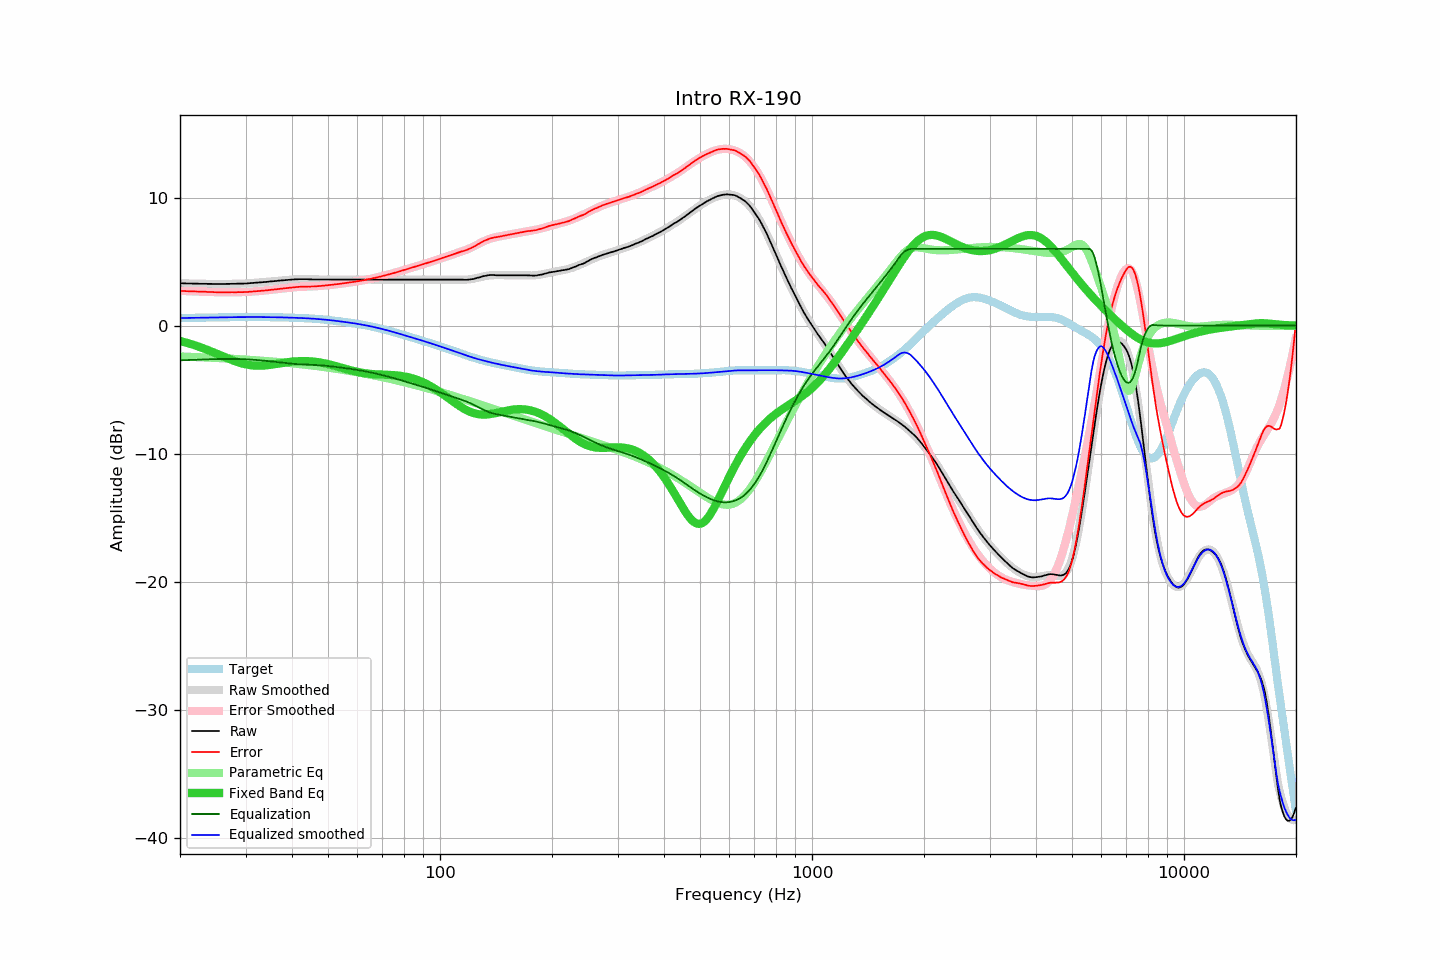 Intro RX-190
10
0
−10
−20
−30
−40
Amplitude (dBr)
Target
Raw Smoothed
Error Smoothed
Raw
Error
Parametric Eq
Fixed Band Eq
Equalization
Equalized smoothed
100 1000 10000
Frequency (Hz)